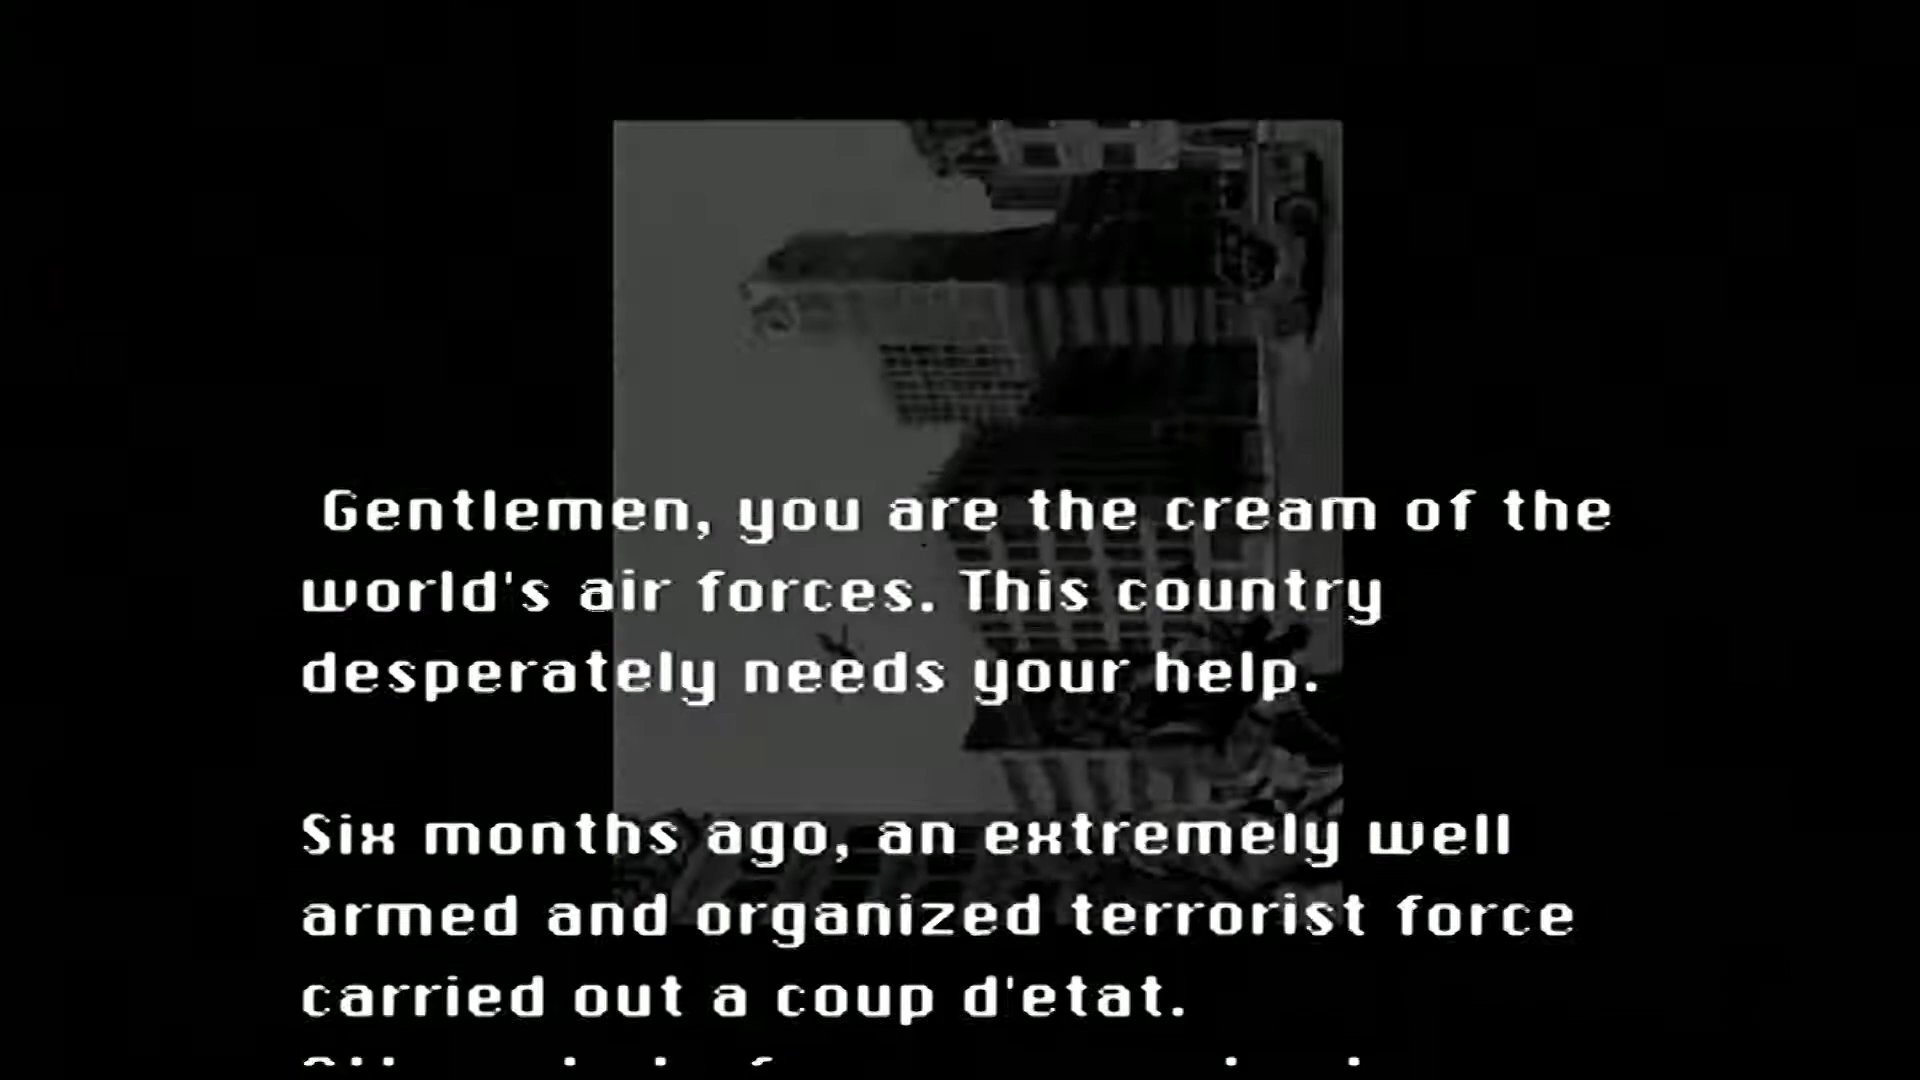 Gentlemen, you are the cream of the
world's air forces. This country
desperately needs your help.
Six months ago, an extremely well
armed and organized terrorist force
carried out a coup d'etat.